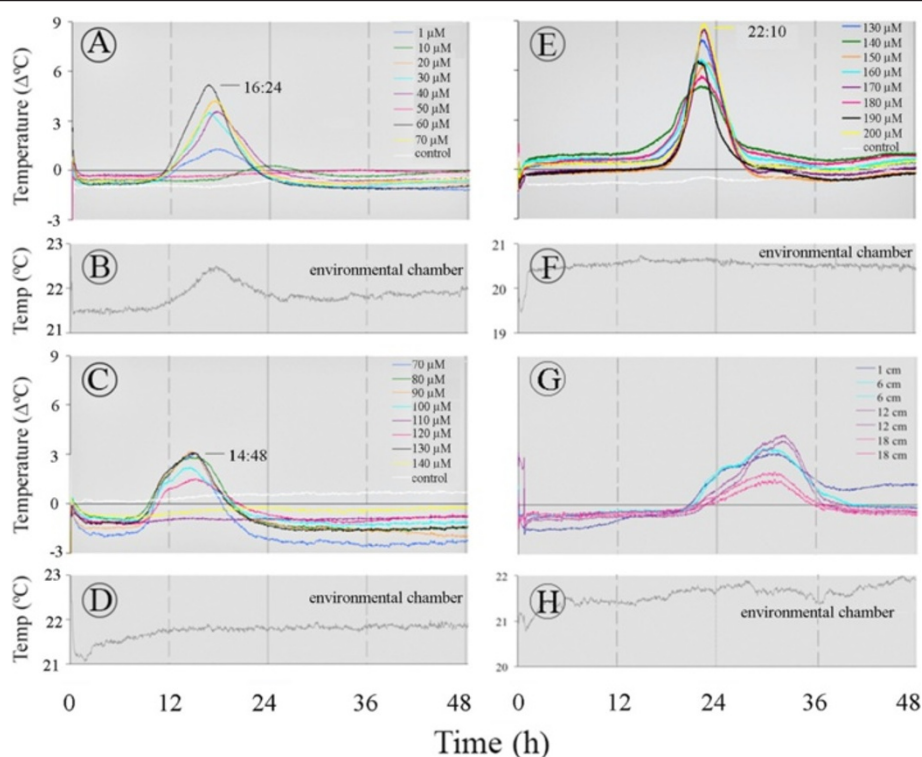 A
Temperature (Δ°C)
9
6
3
0
-3
16:24
1 µM
10 µM
20 µM
30 µM
40 µM
50 µM
60 µM
70 µM
control
B
Temp (°C)
23
22
21
environmental chamber
C
Temperature (Δ°C)
9
6
3
0
-3
14:48
70 µM
80 µM
90 µM
100 µM
110 µM
120 µM
130 µM
140 µM
control
D
Temp (°C)
23
22
21
environmental chamber
0 12 24 36 48
E
22:10
130 µM
140 µM
150 µM
160 µM
170 µM
180 µM
190 µM
200 µM
control
F
21
20
19
environmental chamber
G
1 cm
6 cm
6 cm
12 cm
12 cm
18 cm
18 cm
H
22
21
20
environmental chamber
0 12 24 36 48
Time (h)